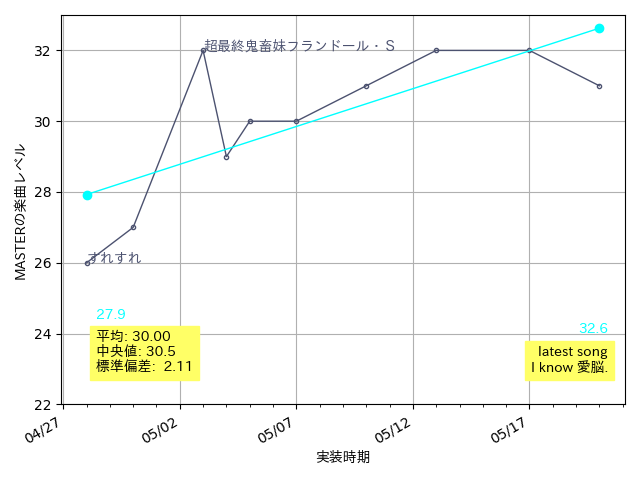 32
30
28
26
24
22
MASTERの楽曲レベル
超最終鬼畜妹フランドール・S
すれすれ
27.9
平均: 30.00
中央値: 30.5
標準偏差: 2.11
32.6
latest song
I know 愛脳.
04/27
05/02
05/07
05/12
05/17
実装時期